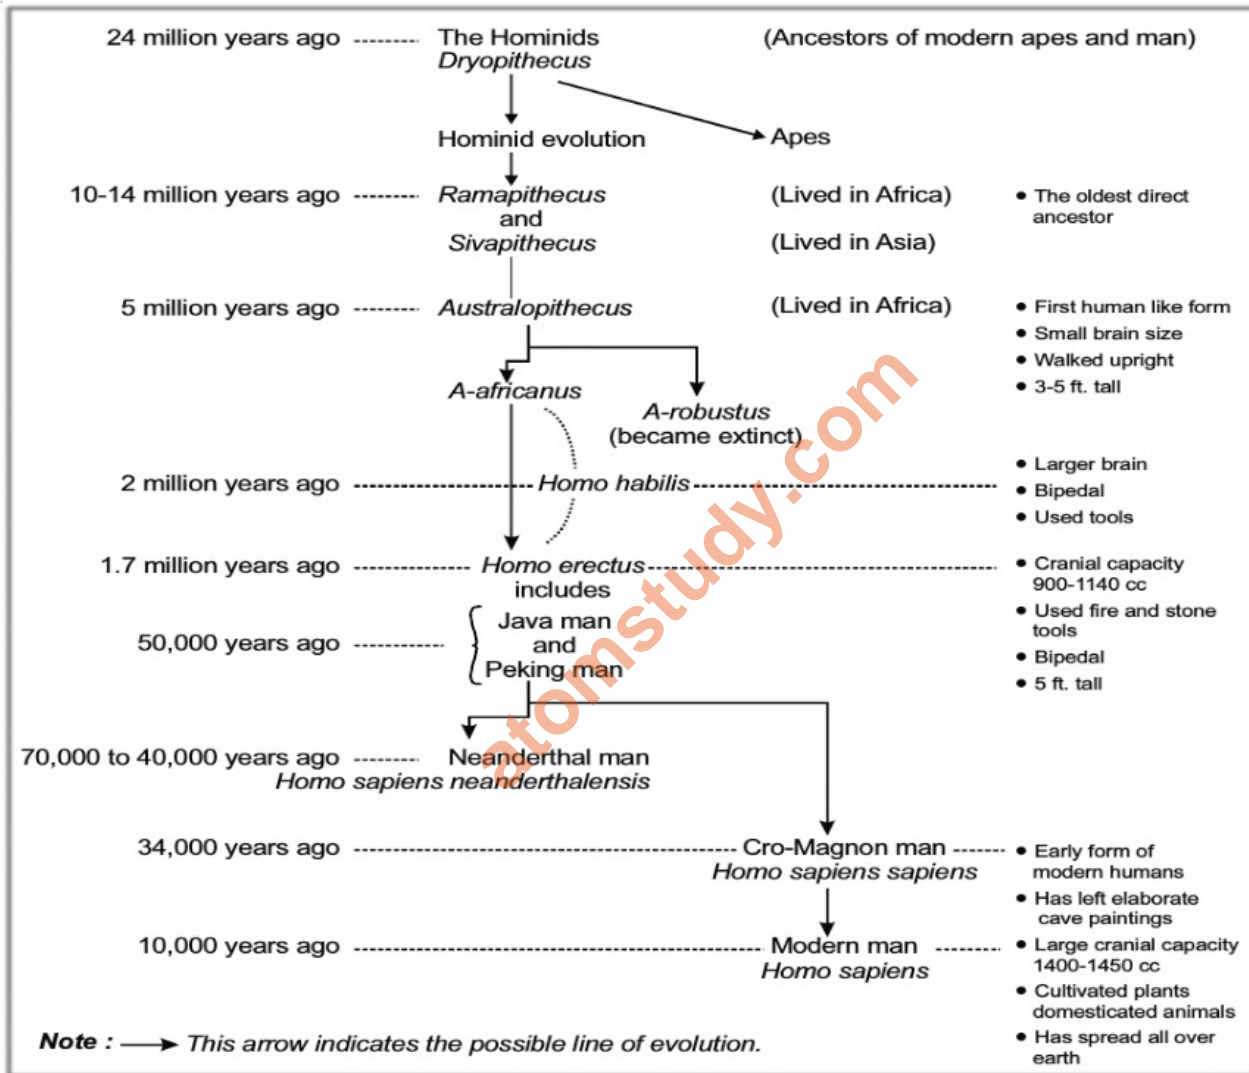 24 million years ago
The Hominids
(Ancestors of modern apes and man)
Dryopithecus
Hominid evolution
Apes
10-14 million years ago
Ramapithecus
(Lived in Africa)
• The oldest direct
ancestor
and
Sivapithecus
(Lived in Asia)
5 million years ago
Australopithecus
(Lived in Africa)
• First human like form
• Small brain size
• Walked upright
• 3-5 ft. tall
A-africanus
A-robustus
(became extinct)
2 million years ago
Homo habilis
• Larger brain
• Bipedal
• Used tools
1.7 million years ago
Homo erectus
includes
• Cranial capacity
900-1140 cc
• Used fire and stone
tools
• Bipedal
• 5 ft. tall
50,000 years ago
Java man
and
Peking man
70,000 to 40,000 years ago
Neanderthal man
Homo sapiens neanderthalensis
34,000 years ago
Cro-Magnon man
Homo sapiens sapiens
• Early form of
modern humans
• Has left elaborate
cave paintings
10,000 years ago
Modern man
Homo sapiens
• Large cranial capacity
1400-1450 cc
• Cultivated plants
domesticated animals
• Has spread all over
earth
Note : → This arrow indicates the possible line of evolution.
atomstudy.com